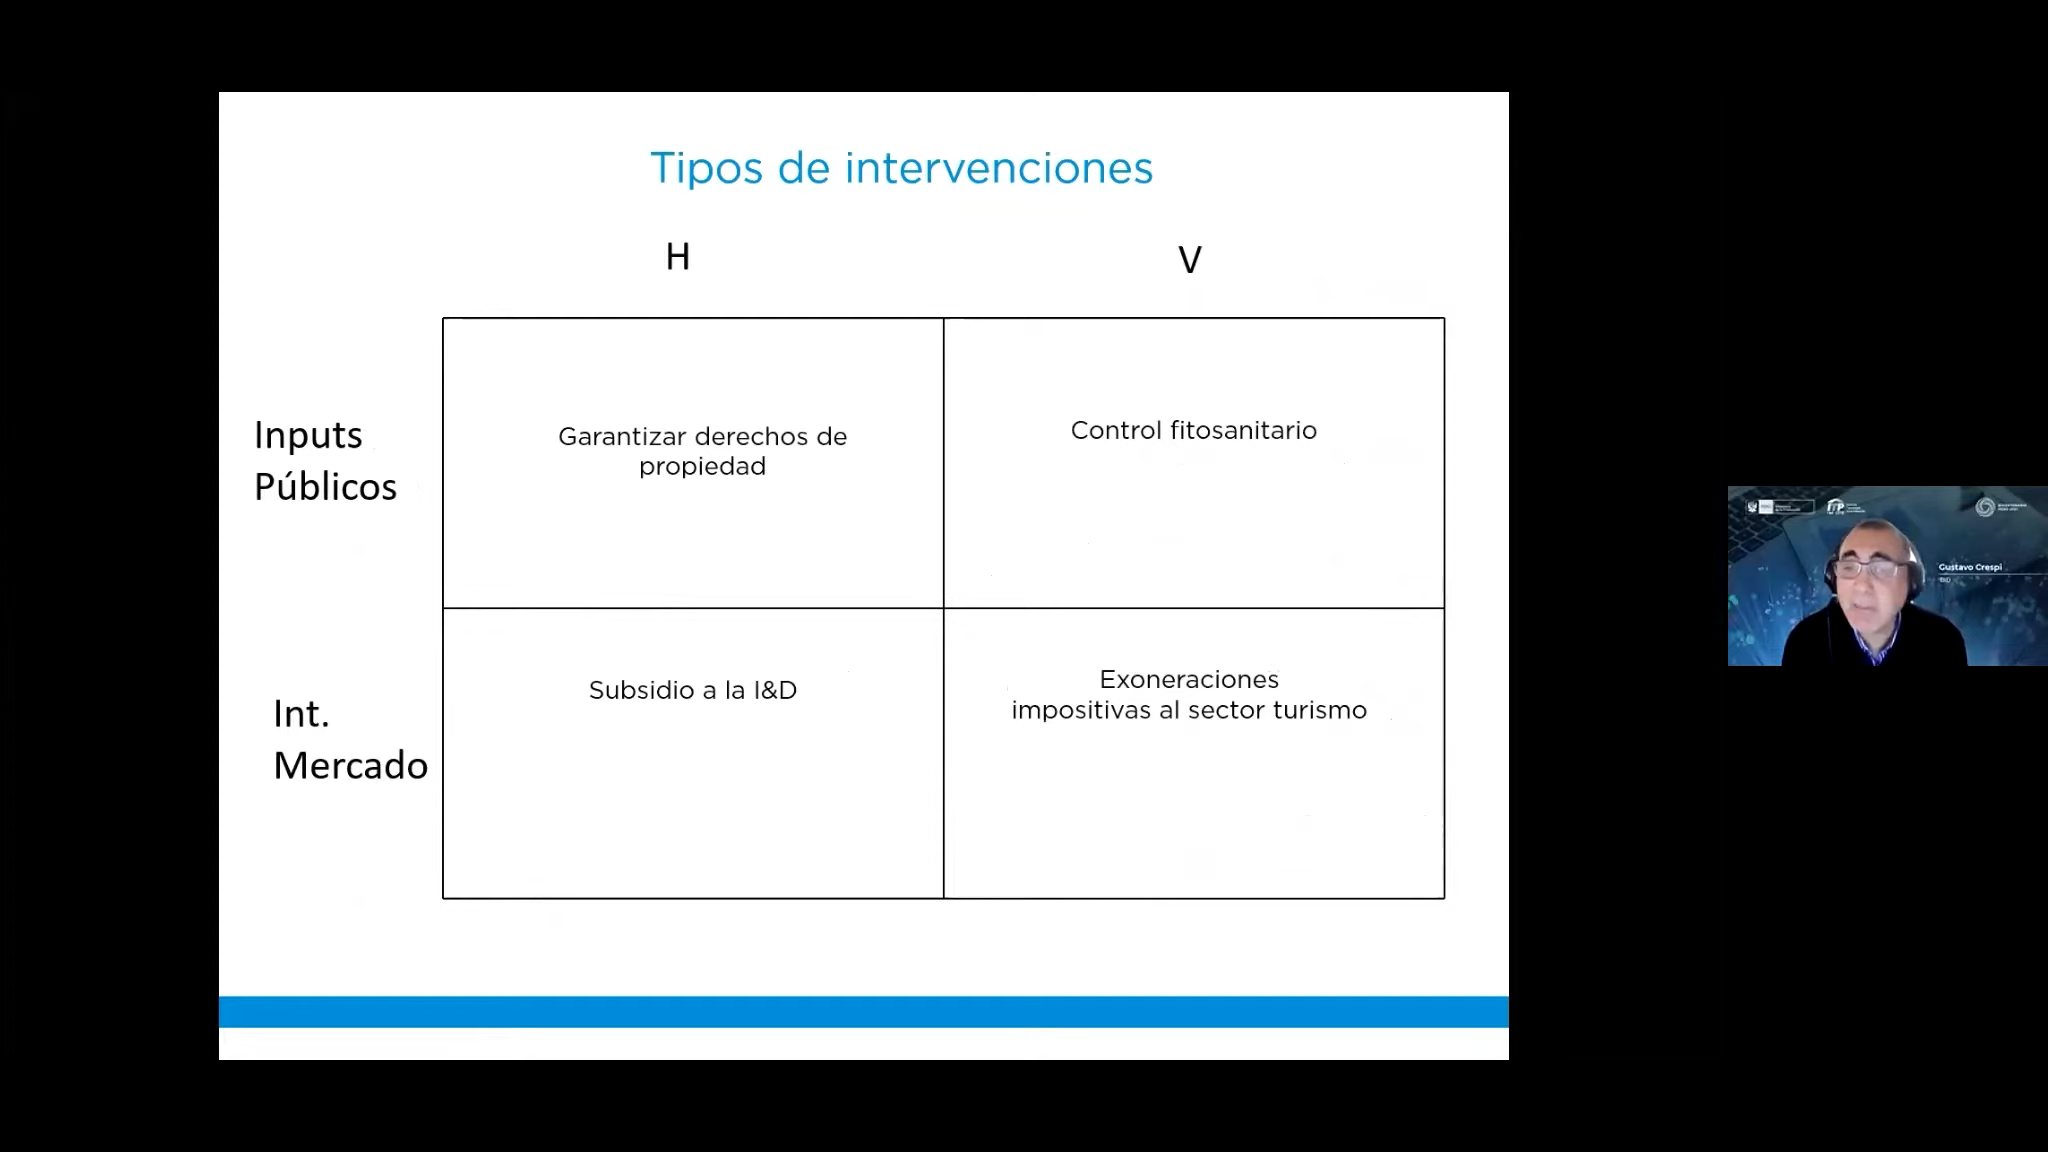 Tipos de intervenciones
H
V
Inputs
Públicos
Garantizar derechos de
propiedad
Control fitosanitario
Int.
Mercado
Subsidio a la I&D
Exoneraciones
impositivas al sector turismo
Gustavo Crespi
BID